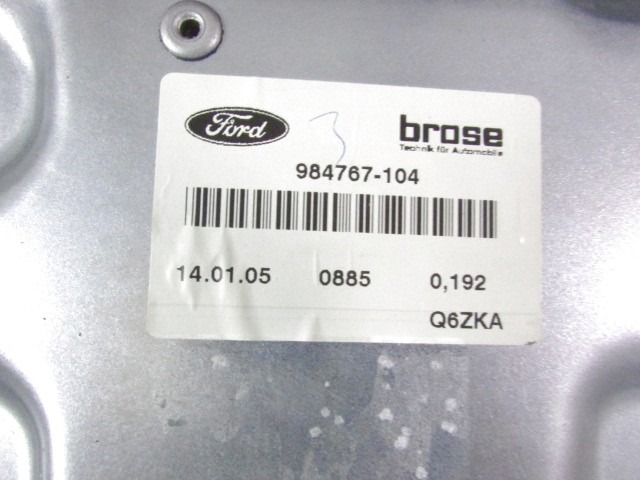 Ford
3
brose
Technik für Automobile
984767-104
14.01.05 0885 0,192
Q6ZKA